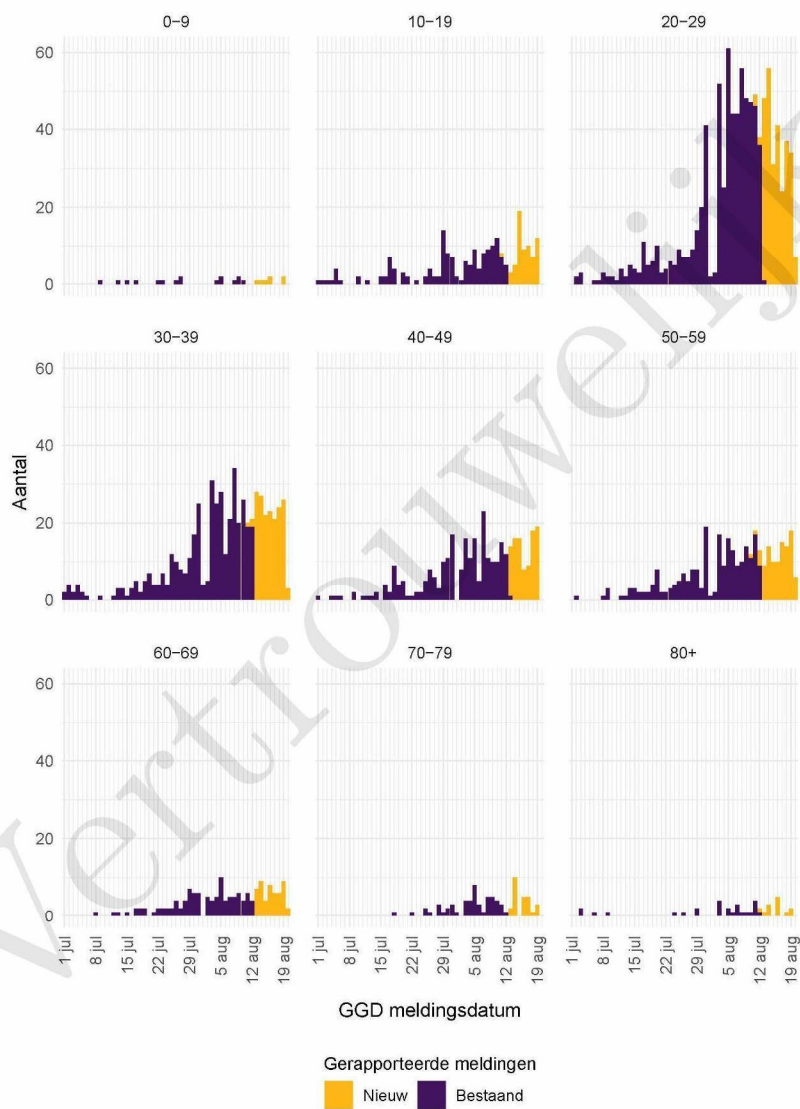 0−9 10−19 20−29
60
40
20
0
30−39 40−49 50−59
60
40
20
0
Aantal
60−69 70−79 80+
60
40
20
0
1 jul 8 jul 15 jul 22 jul 29 jul 5 aug 12 aug 19 aug 1 jul 8 jul 15 jul 22 jul 29 jul 5 aug 12 aug 19 aug 1 jul 8 jul 15 jul 22 jul 29 jul 5 aug 12 aug 19 aug
GGD meldingsdatum
Gerapporteerde meldingen
Nieuw Bestaand
Vertrouwelijk